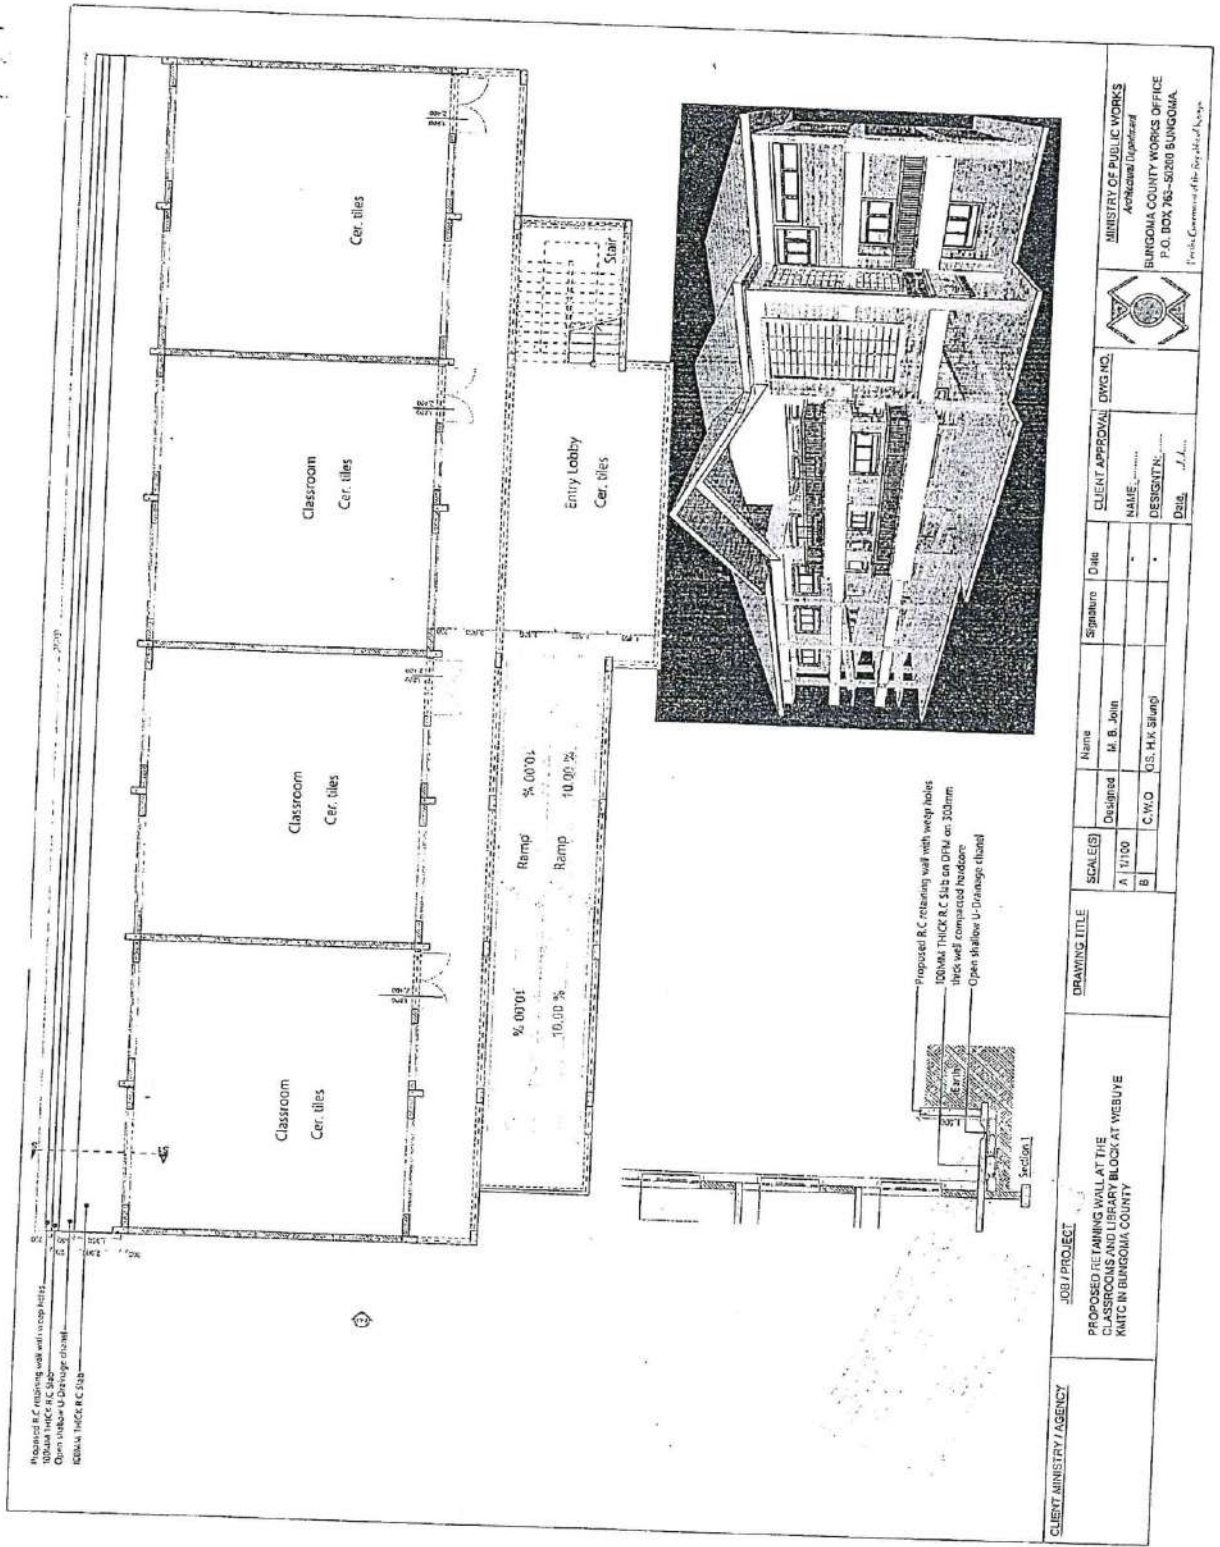 Proposed R.C retaining wall with weep holes
100MM THICK R.C Slab
Open shallow U-Drainage chanel
100MM THICK R.C Slab
Classroom
Cer. tiles
Classroom
Cer. tiles
Classroom
Cer. tiles
Cer. tiles
10.00 %
Ramp
10.00 %
10.00 %
Ramp
10.00 %
Entry Lobby
Cer. tiles
Stair
Proposed R.C retaining wall with weep holes
100MM THICK R.C Slab on DPM on 300mm
thick well compacted hardcore
Open shallow U-Drainage chanel
Earth
Section 1
CLIENT MINISTRY / AGENCY
JOB / PROJECT
PROPOSED RETAINING WALL AT THE
CLASSROOMS AND LIBRARY BLOCK AT WEBUYE
KMTC IN BUNGOMA COUNTY
DRAWING TITLE
SCALE(S)
A 1/100
B
Name
Signature
Date
Designed
M. B. John
C.W.O
CLIENT APPROVAL
NAME
DESIGNT'N:
Date
DWG NO.
MINISTRY OF PUBLIC WORKS
Architectural Department
BUNGOMA COUNTY WORKS OFFICE
P.O. BOX 763-50200 BUNGOMA.